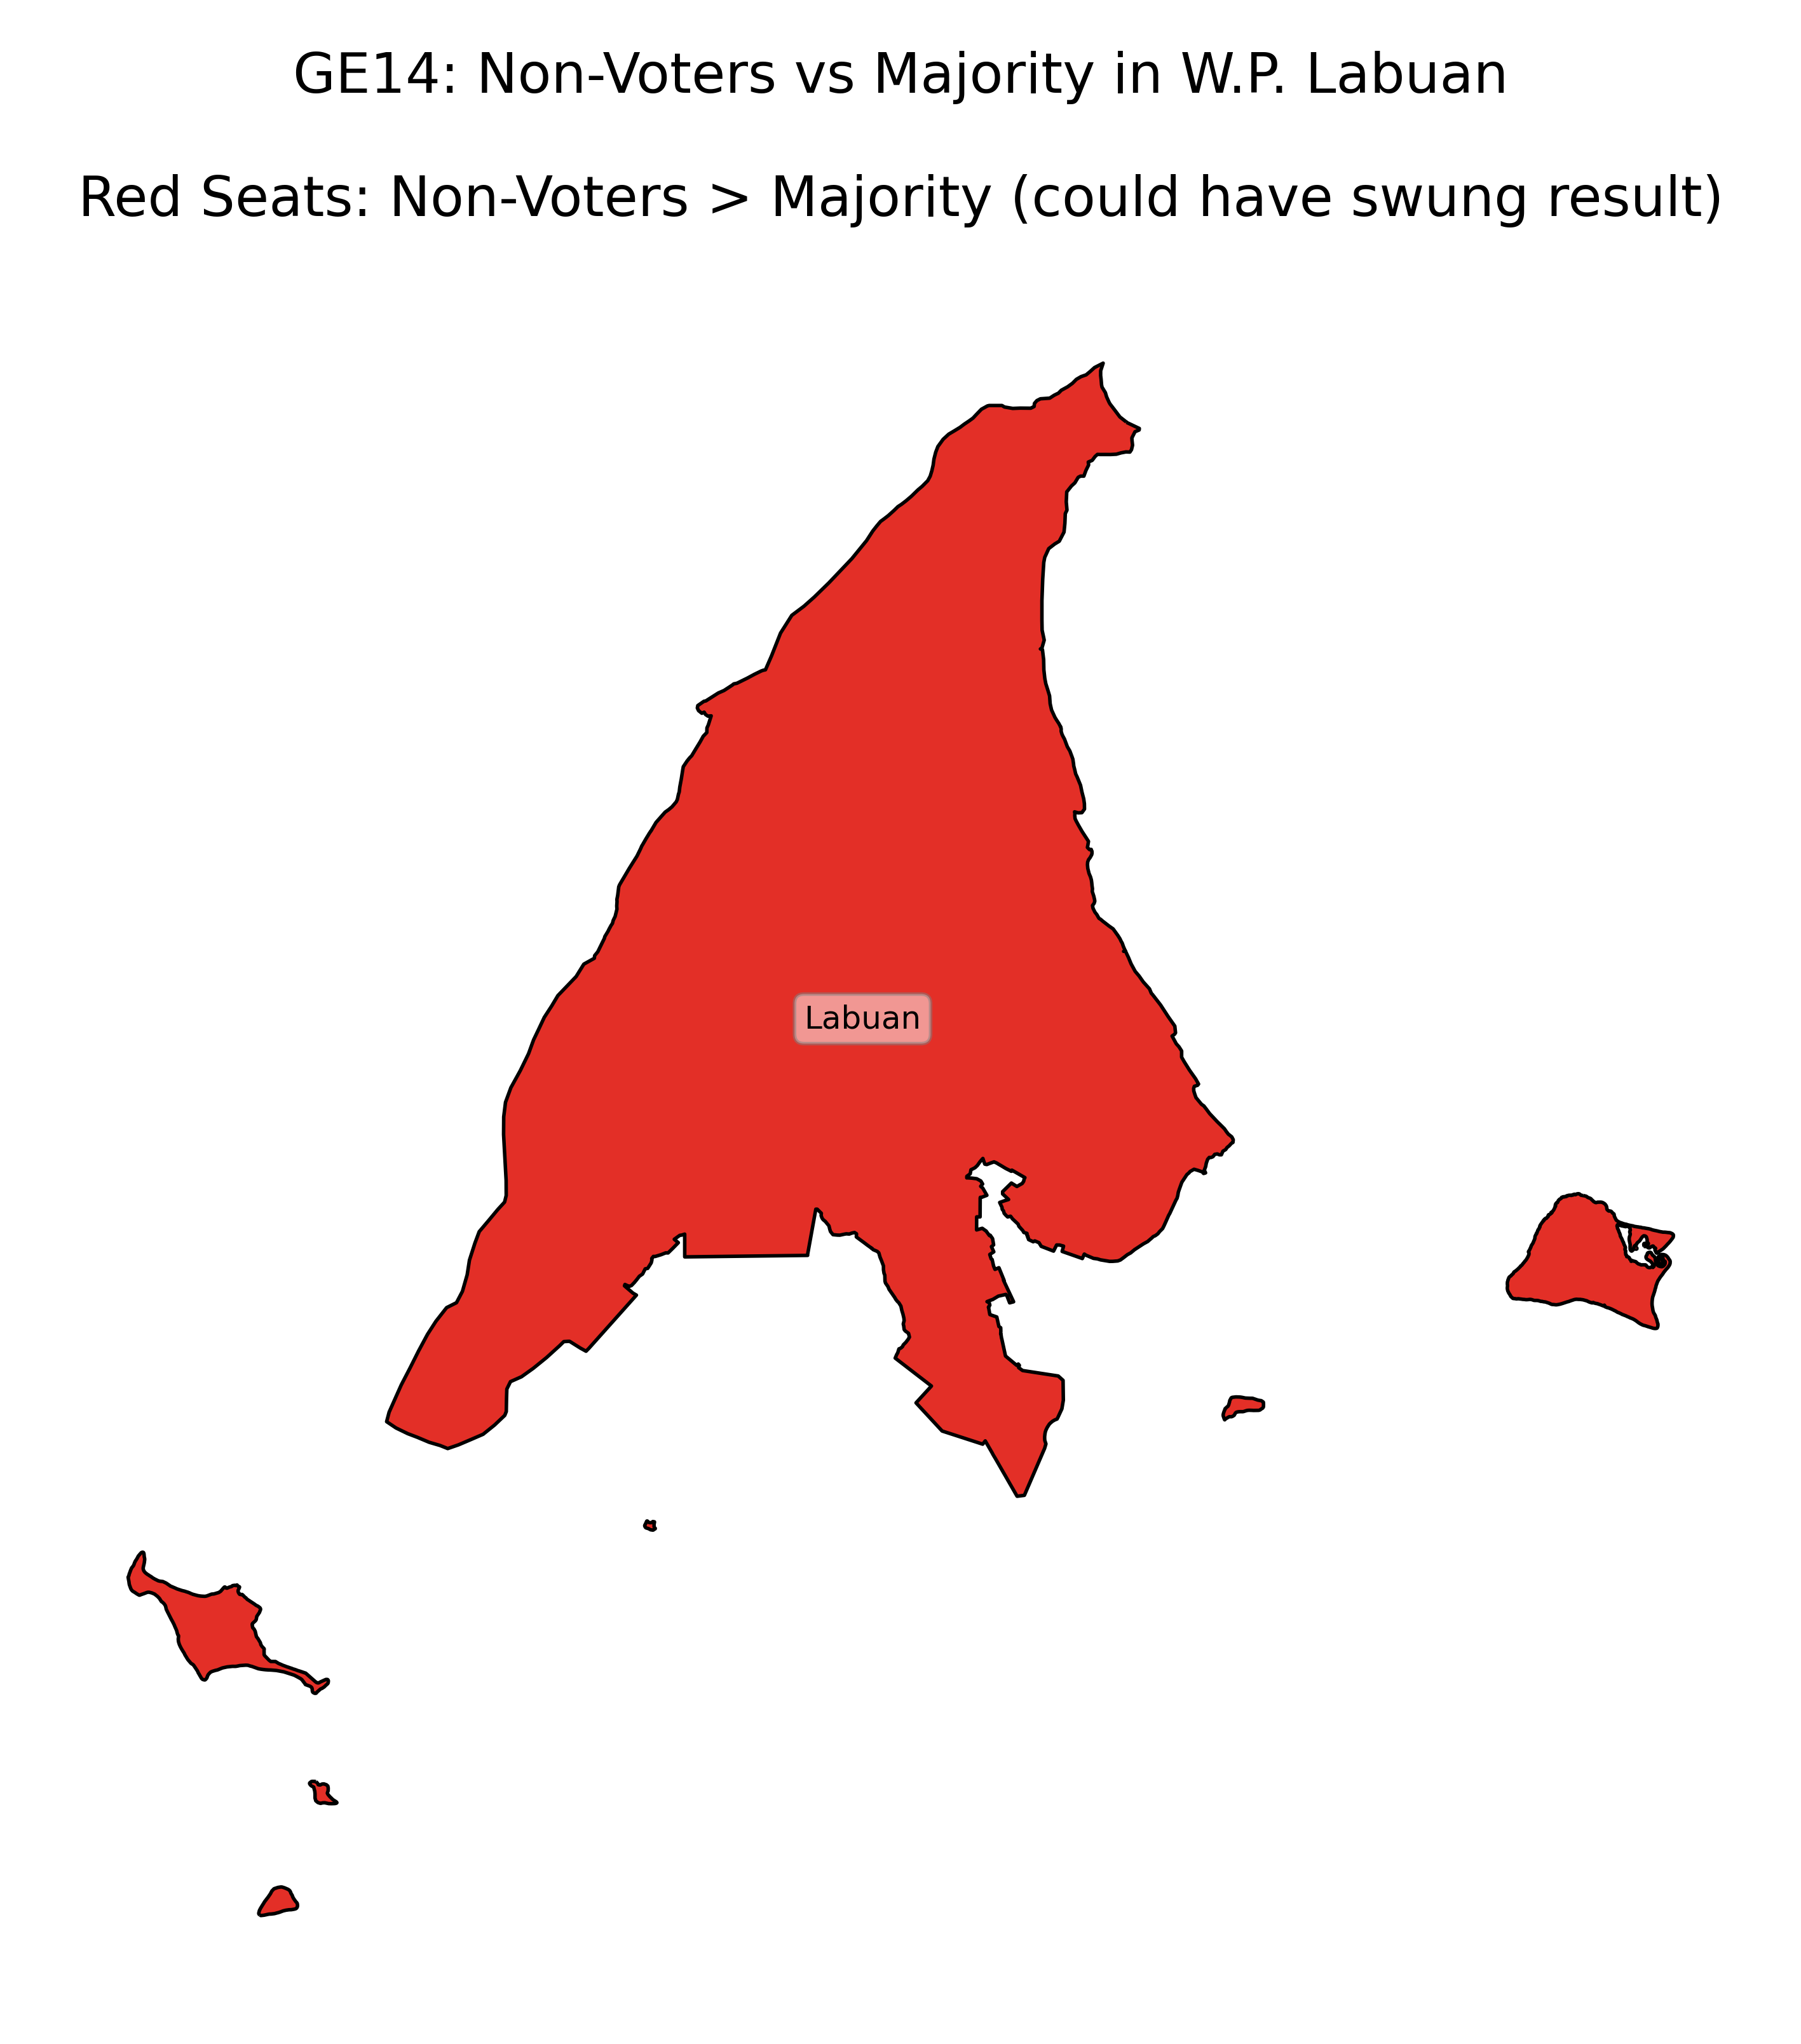 GE14: Non-Voters vs Majority in W.P. Labuan
Red Seats: Non-Voters > Majority (could have swung result)
Labuan